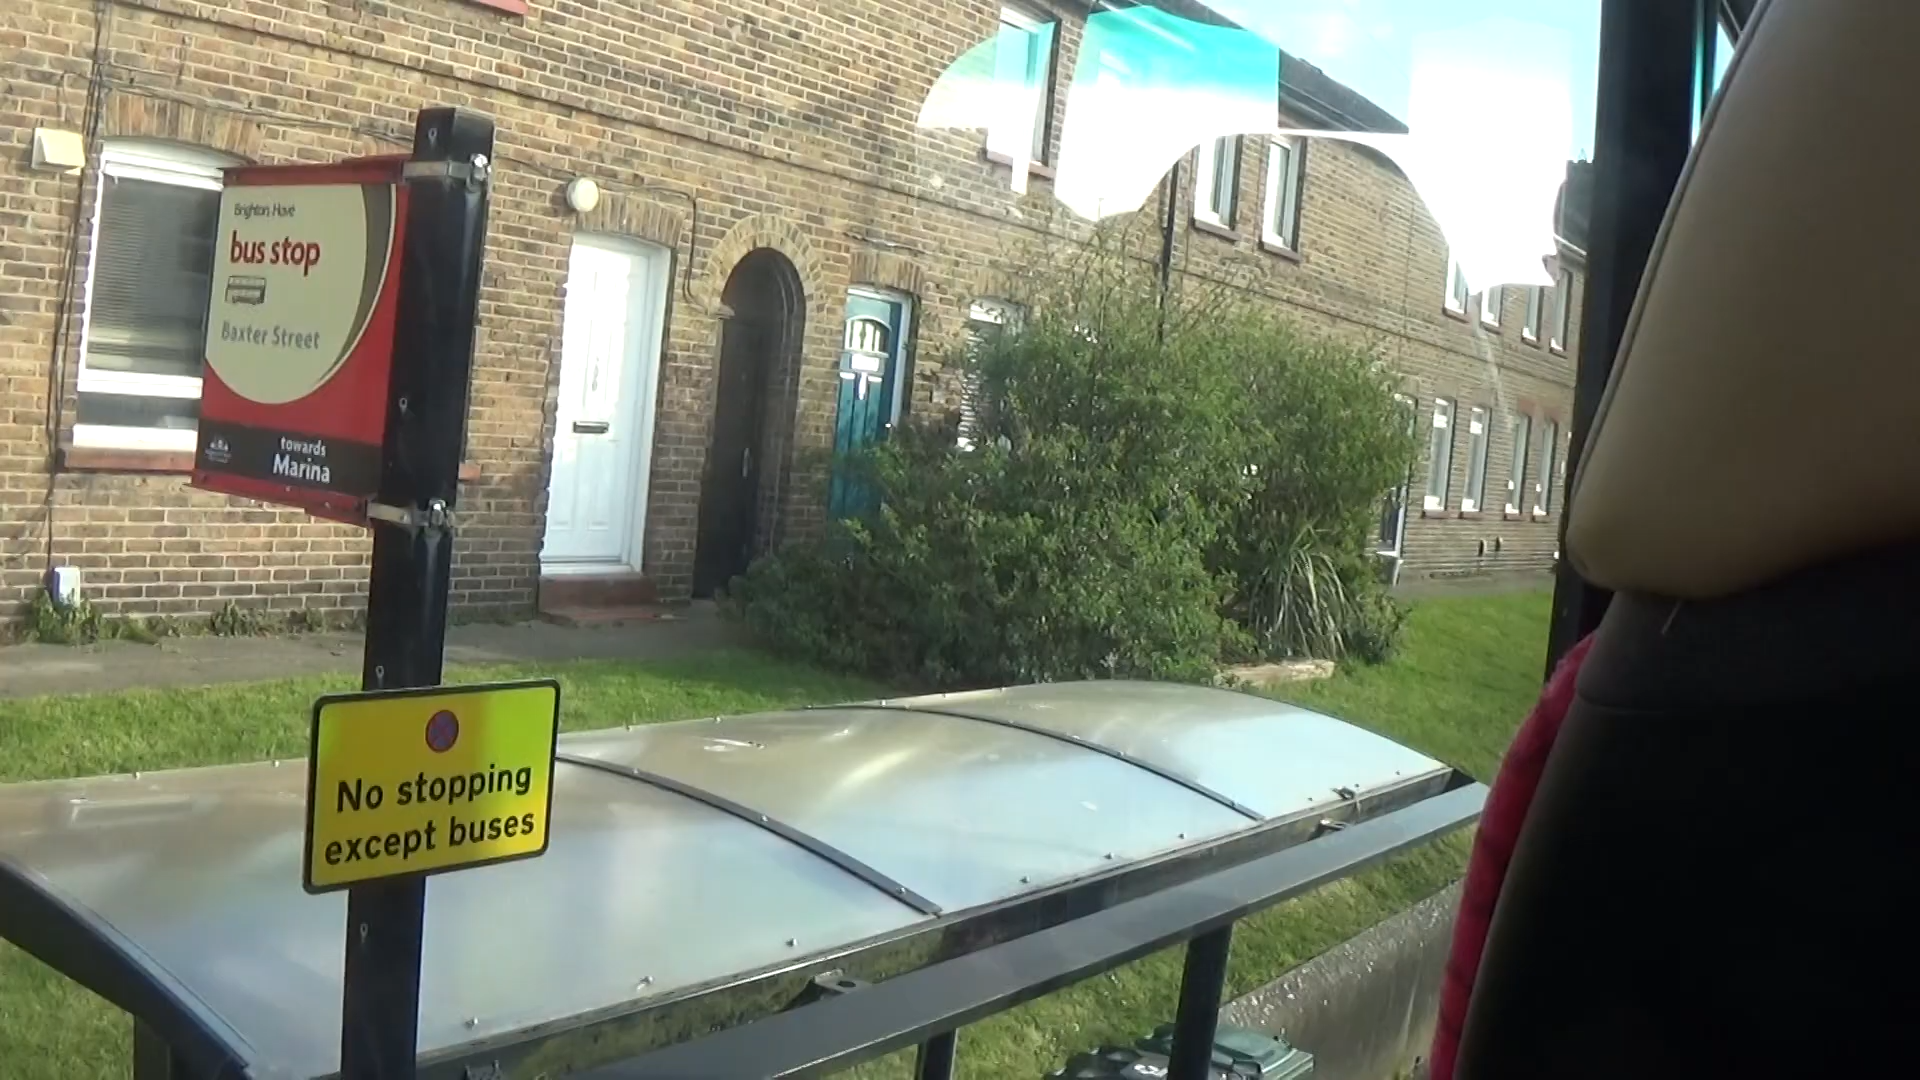 Brighton, Hove
bus stop
Baxter Street
towards
Marina
No stopping
except buses